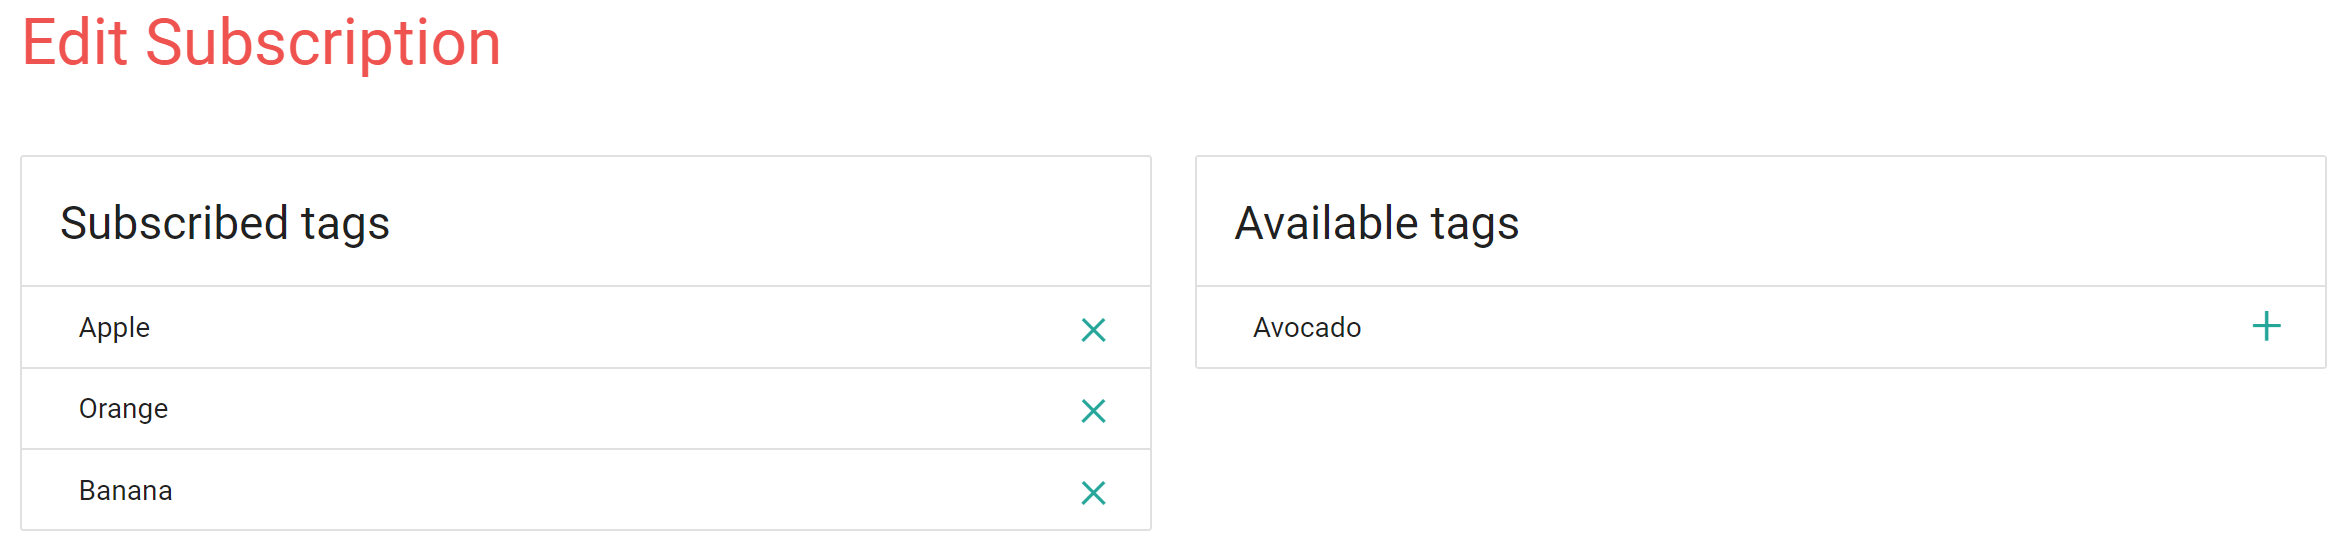 Edit Subscription
Subscribed tags
Apple
Orange
Banana
Available tags
Avocado